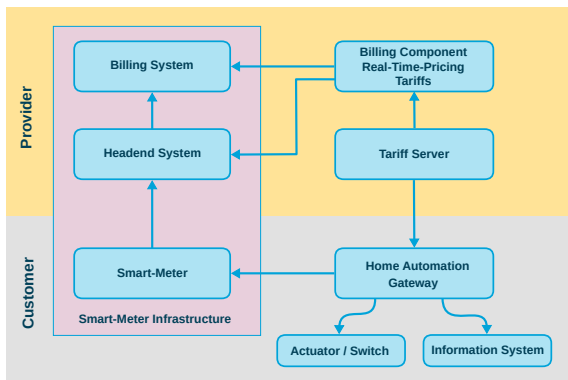 Provider
Customer
Billing System
Headend System
Smart-Meter
Smart-Meter Infrastructure
Billing Component
Real-Time-Pricing
Tariffs
Tariff Server
Home Automation
Gateway
Actuator / Switch
Information System